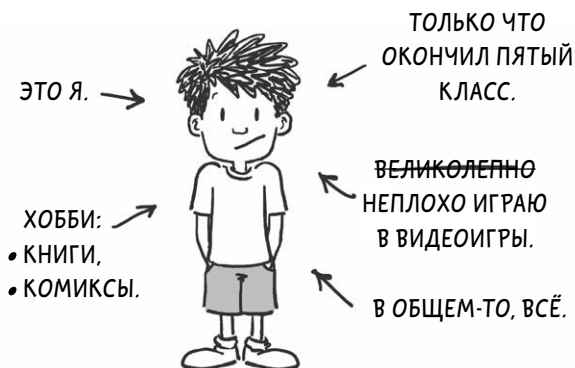 ЭТО Я.
ТОЛЬКО ЧТО
ОКОНЧИЛ ПЯТЫЙ
КЛАСС.
ХОББИ:
• КНИГИ,
• КОМИКСЫ.
ВЕЛИКОЛЕПНО
НЕПЛОХО ИГРАЮ
В ВИДЕОИГРЫ.
В ОБЩЕМ-ТО, ВСЁ.